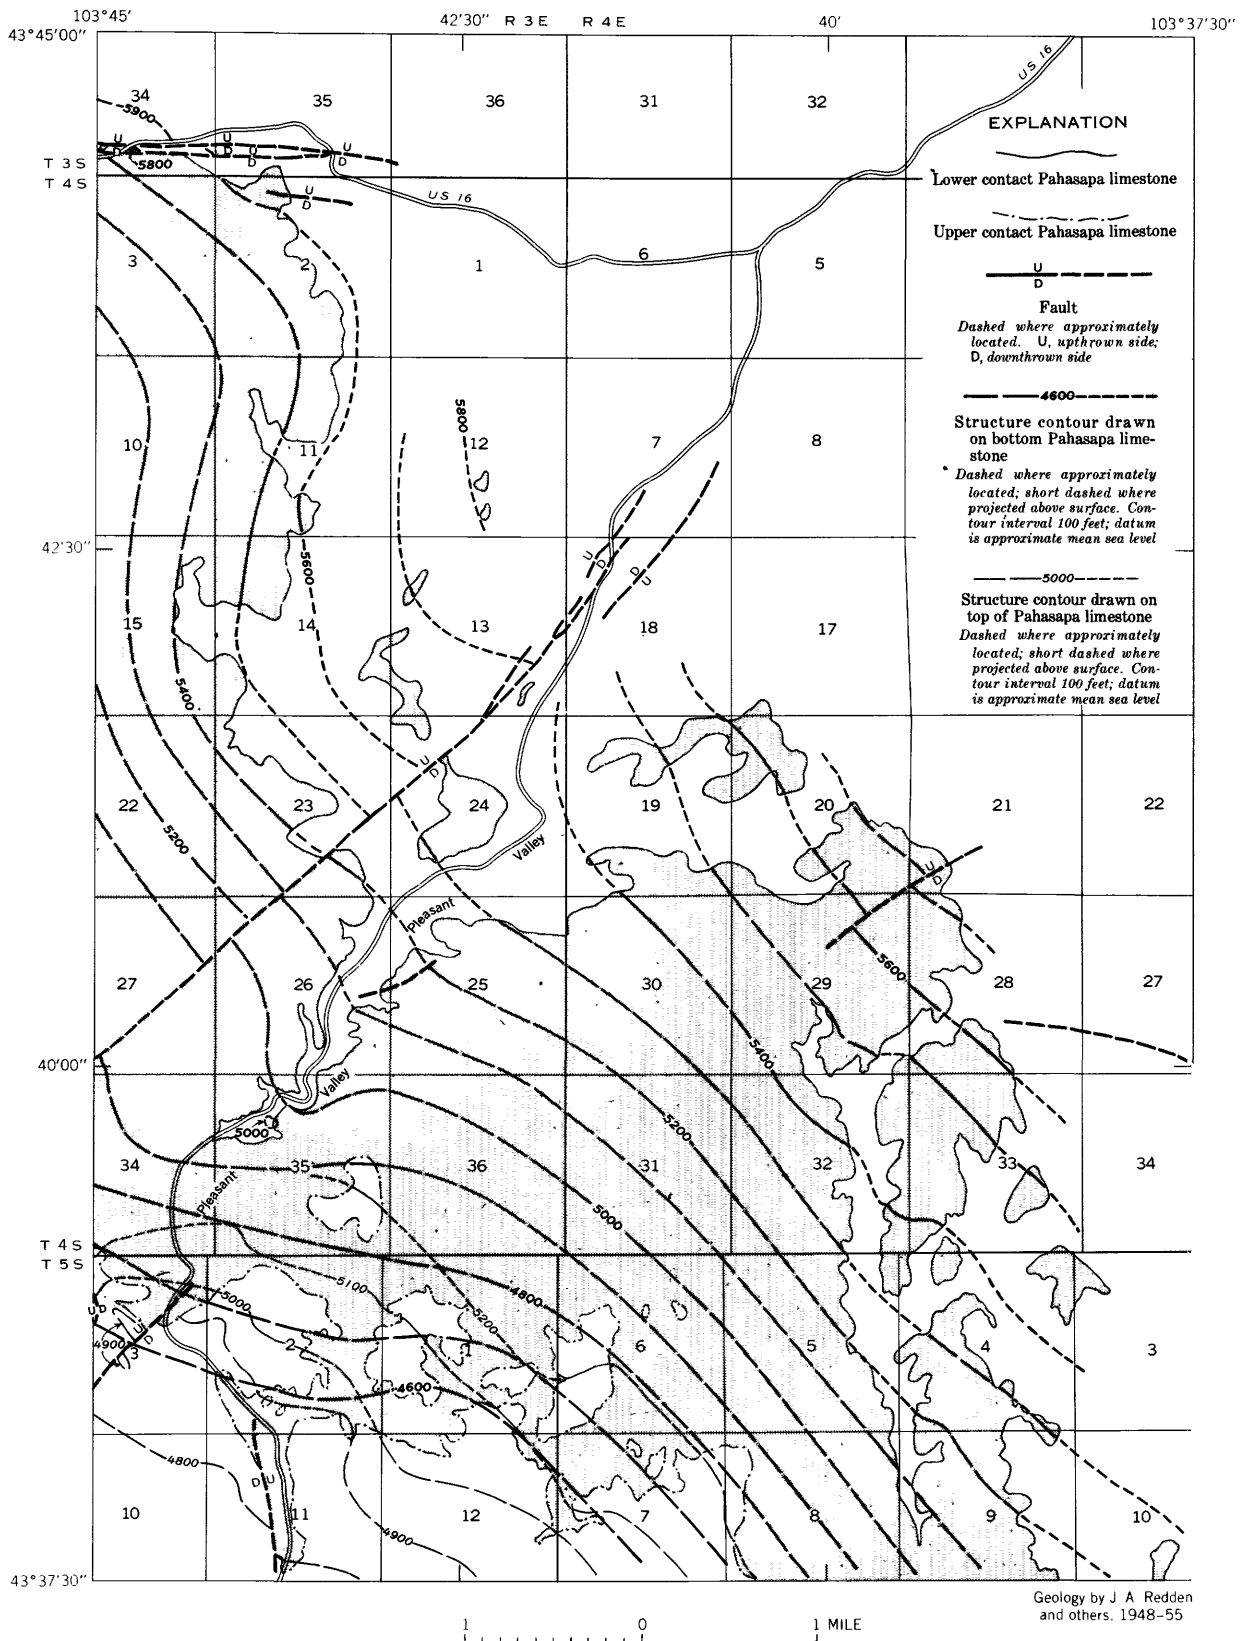 103°45'
42'30" R 3 E R 4 E
40'
103°37'30"
43°45'00"
34
35
36
31
32
US 16
5900
U
D
U
D
U
D
U
D
5800
T 3 S
T 4 S
U
D
US 16
3
2
1
6
5
5800
10
11
12
7
8
42'30"
5600
U
D
D
U
15
14
13
18
17
5400
U
D
22
23
24
19
20
21
22
5200
Valley
U
D
Pleasant
27
26
25
30
29
28
27
5600
5400
40'00"
Valley
5000
5200
34
35
36
31
32
33
34
Pleasant
5000
T 4 S
T 5 S
5100
5000
4800
5200
U D
U
D
4900
3
2
1
6
5
4
3
4600
4800
D U
10
11
12
7
8
9
10
4900
43°37'30"
EXPLANATION
Lower contact Pahasapa limestone
Upper contact Pahasapa limestone
U
D
Fault
Dashed where approximately
located. U, upthrown side;
D, downthrown side
4600
Structure contour drawn
on bottom Pahasapa lime-
stone
Dashed where approximately
located; short dashed where
projected above surface. Con-
tour interval 100 feet; datum
is approximate mean sea level
5000
Structure contour drawn on
top of Pahasapa limestone
Dashed where approximately
located; short dashed where
projected above surface. Con-
tour interval 100 feet; datum
is approximate mean sea level
Geology by J A Redden
and others, 1948-55
1 0 1 MILE